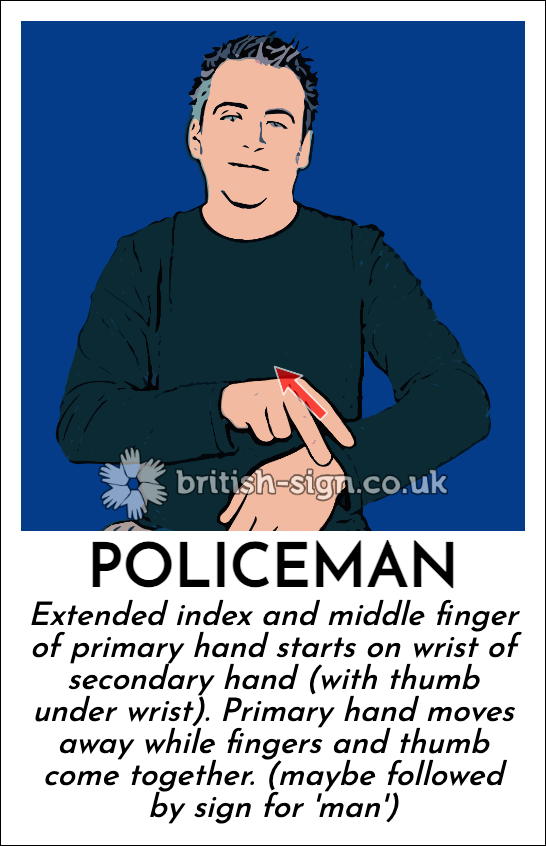 british-sign.co.uk
POLICEMAN
Extended index and middle finger
of primary hand starts on wrist of
secondary hand (with thumb
under wrist). Primary hand moves
away while fingers and thumb
come together. (maybe followed
by sign for 'man')